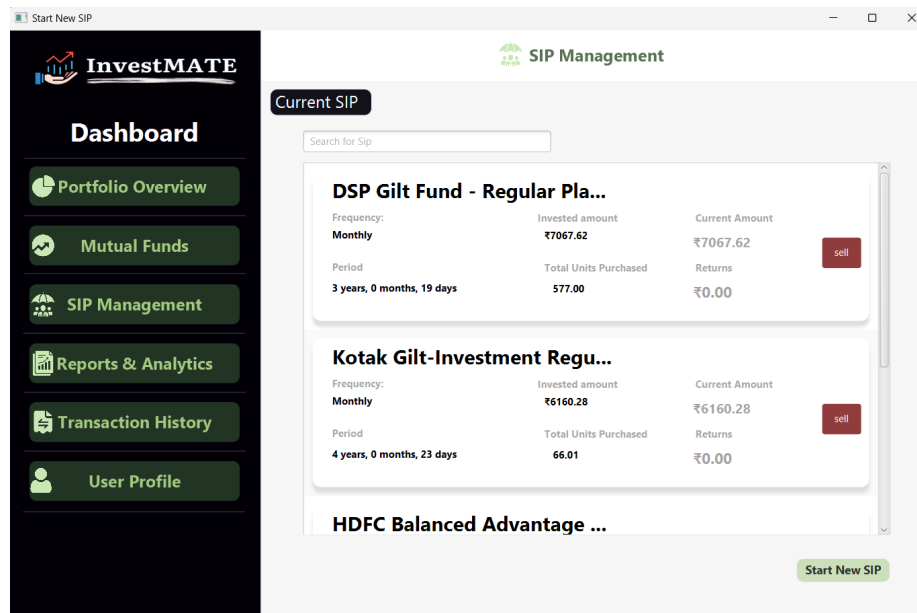 Start New SIP
InvestMATE
SIP Management
Current SIP
Dashboard
Search for Sip
Portfolio Overview
Mutual Funds
SIP Management
Reports & Analytics
Transaction History
User Profile
DSP Gilt Fund - Regular Pla...
Frequency: Invested amount Current Amount
Monthly ₹7067.62 ₹7067.62
sell
Period Total Units Purchased Returns
3 years, 0 months, 19 days 577.00 ₹0.00
Kotak Gilt-Investment Regu...
Frequency: Invested amount Current Amount
Monthly ₹6160.28 ₹6160.28
sell
Period Total Units Purchased Returns
4 years, 0 months, 23 days 66.01 ₹0.00
HDFC Balanced Advantage ...
Start New SIP